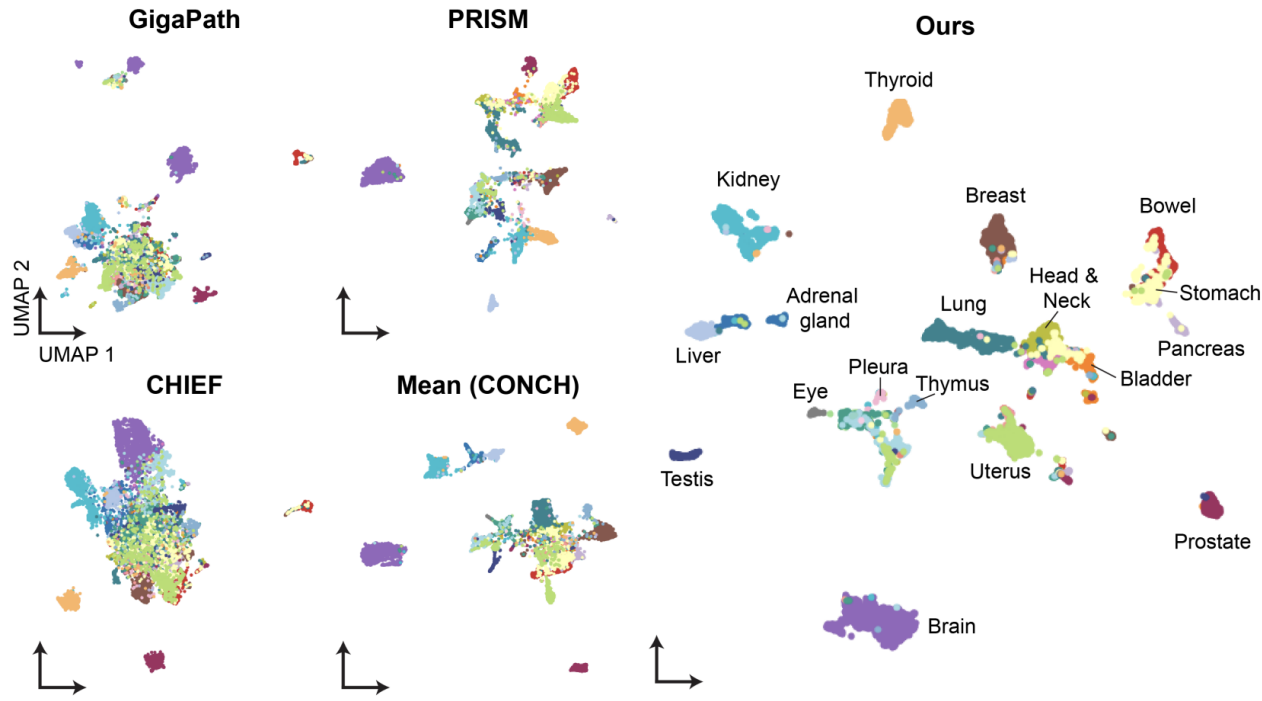 GigaPath
PRISM
Ours
UMAP 2
UMAP 1
CHIEF
Mean (CONCH)
Thyroid
Kidney
Breast
Bowel
Head &
Neck
Lung
Stomach
Adrenal
gland
Liver
Pancreas
Bladder
Pleura
Thymus
Eye
Uterus
Testis
Prostate
Brain